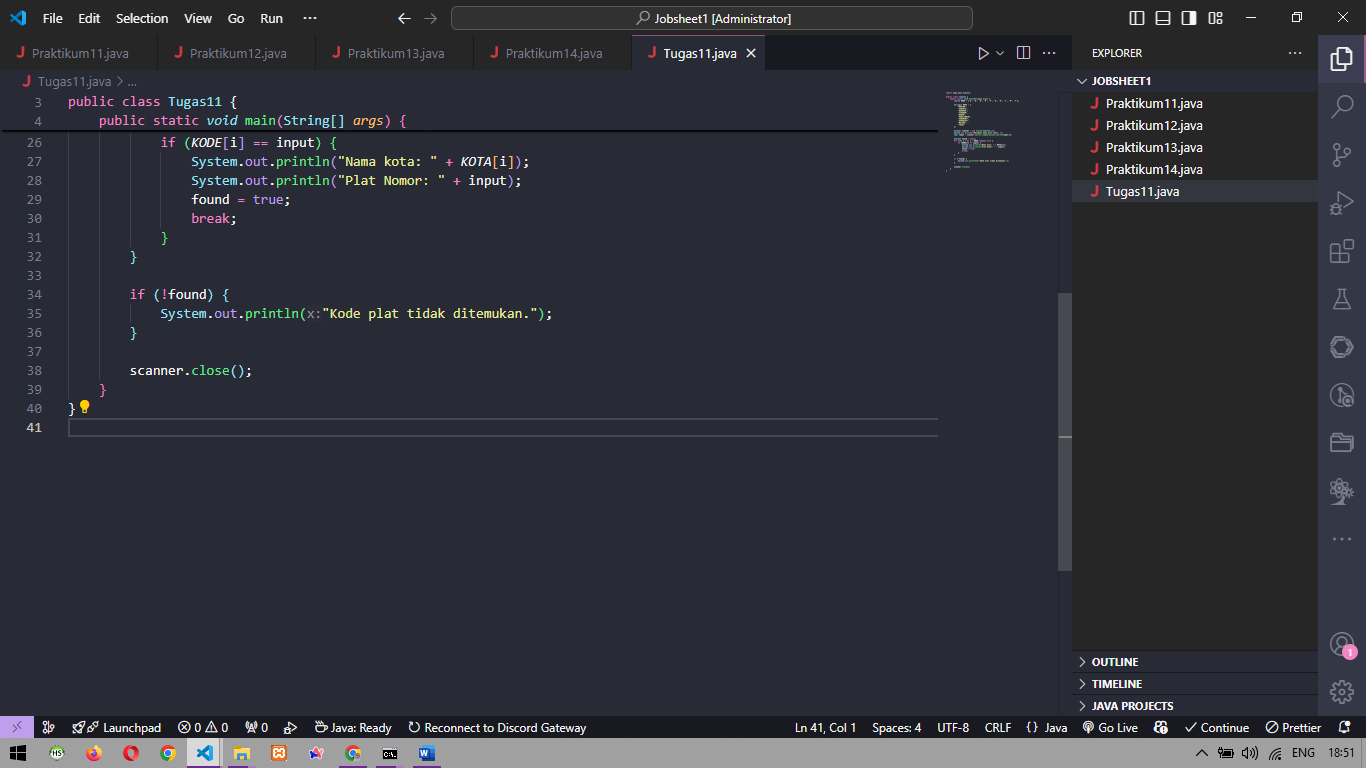 File Edit Selection View Go Run ··· Jobsheet1 [Administrator]
J Praktikum11.java J Praktikum12.java J Praktikum13.java J Praktikum14.java J Tugas11.java
J Tugas11.java > ...
3 public class Tugas11 {
4 public static void main(String[] args) {
26 if (KODE[i] == input) {
27 System.out.println("Nama kota: " + KOTA[i]);
28 System.out.println("Plat Nomor: " + input);
29 found = true;
30 break;
31 }
32 }
33
34 if (!found) {
35 System.out.println(x:"Kode plat tidak ditemukan.");
36 }
37
38 scanner.close();
39 }
40 }
41
EXPLORER ···
JOBSHEET1
J Praktikum11.java
J Praktikum12.java
J Praktikum13.java
J Praktikum14.java
J Tugas11.java
1
OUTLINE
TIMELINE
JAVA PROJECTS
Launchpad 0 0 0 Java: Ready Reconnect to Discord Gateway Ln 41, Col 1 Spaces: 4 UTF-8 CRLF {} Java Go Live Continue Prettier
HS W ENG 18:51